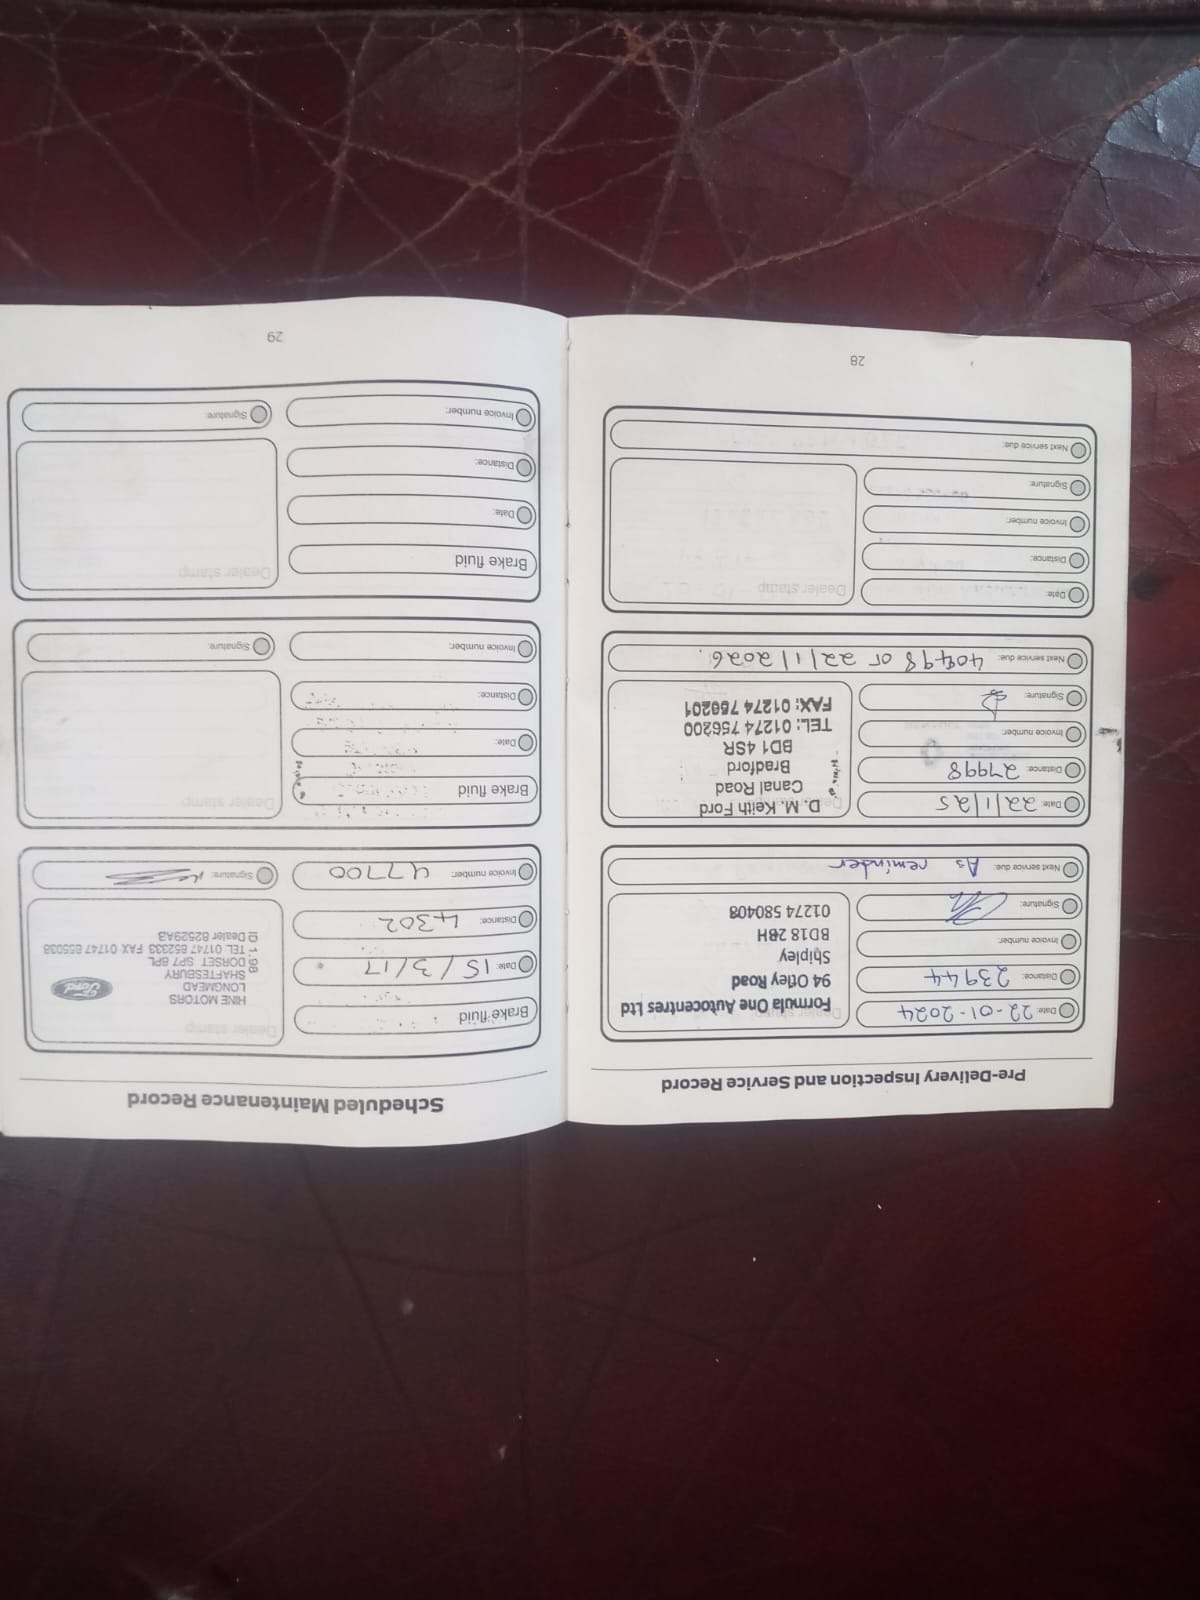 Pre-Delivery Inspection and Service Record
Date: 22-01-2024
Distance: 23944
Invoice number:
Signature:
Next service due: As reminder
Dealer stamp
Formula One Autocentres Ltd
94 Otley Road
Shipley
BD18 2BH
01274 580408
Date: 22/1/25
Distance: 27998
Invoice number:
Signature:
Next service due: 40498 or 22/1/2026.
D. M. Keith Ford
Canal Road
Bradford
BD1 4SR
TEL: 01274 756200
FAX: 01274 756201
Date:
Distance:
Invoice number:
Signature:
Next service due:
Dealer stamp
28
Scheduled Maintenance Record
Brake fluid
Date: 15/3/17
Distance: 4302
Invoice number: 47700
Signature:
Dealer stamp
HINE MOTORS
LONGMEAD
SHAFTESBURY
DORSET SP7 8PL
TEL 01747 852333 FAX 01747 855038
Dealer 82529AB
Ford
Brake fluid
Date:
Distance:
Invoice number:
Signature:
Dealer stamp
Brake fluid
Date:
Distance:
Invoice number:
Signature:
Dealer stamp
29